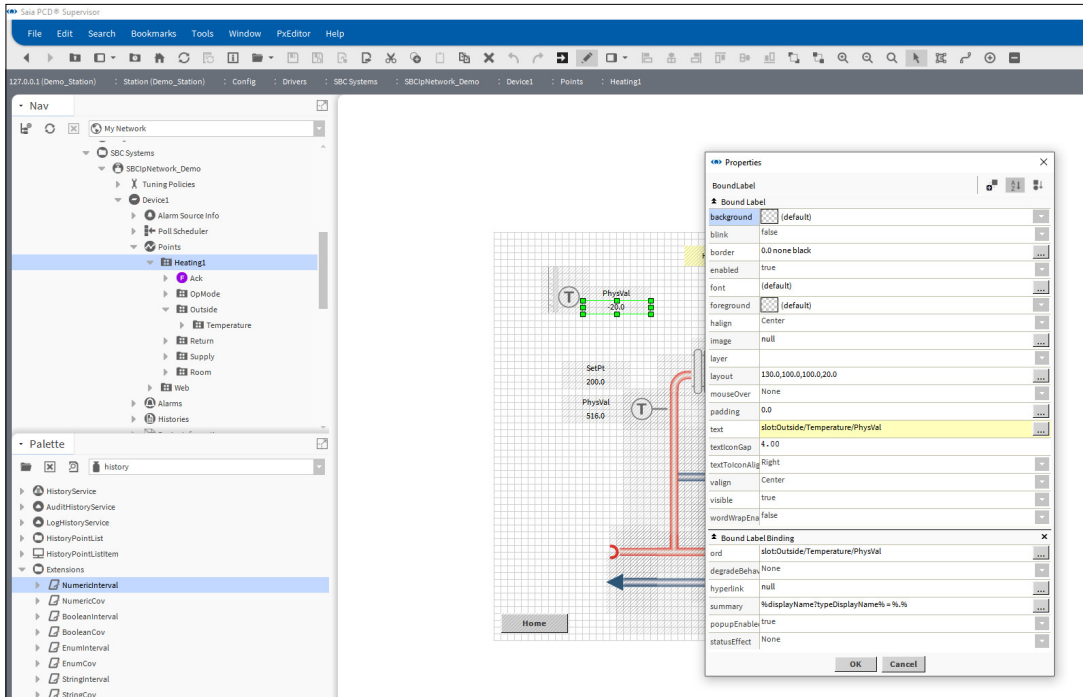 Saia PCD® Supervisor
File Edit Search Bookmarks Tools Window PxEditor Help
127.0.0.1 (Demo_Station) : Station (Demo_Station) : Config : Drivers : SBC Systems : SBCIpNetwork_Demo : Device1 : Points : Heating1
Nav
My Network
SBC Systems
SBCIpNetwork_Demo
Tuning Policies
Device1
Alarm Source Info
Poll Scheduler
Points
Heating1
Ack
OpMode
Outside
Temperature
Return
Supply
Room
Web
Alarms
Histories
Palette
history
HistoryService
AuditHistoryService
LogHistoryService
HistoryPointList
HistoryPointListItem
Extensions
NumericInterval
NumericCov
BooleanInterval
BooleanCov
EnumInterval
EnumCov
StringInterval
StringCov
T
PhysVal
-20.0
SetPt
200.0
PhysVal
516.0
T
Home
Properties
BoundLabel
Bound Label
background (default)
blink false
border 0.0 none black
enabled true
font (default)
foreground (default)
halign Center
image null
layer
layout 130.0,100.0,100.0,20.0
mouseOver None
padding 0.0
text slot:Outside/Temperature/PhysVal
textIconGap 4.00
textToIconAlig Right
valign Center
visible true
wordWrapEna false
Bound Label Binding
ord slot:Outside/Temperature/PhysVal
degradeBehav None
hyperlink null
summary %displayName?typeDisplayName% = %.%
popupEnable true
statusEffect None
OK Cancel